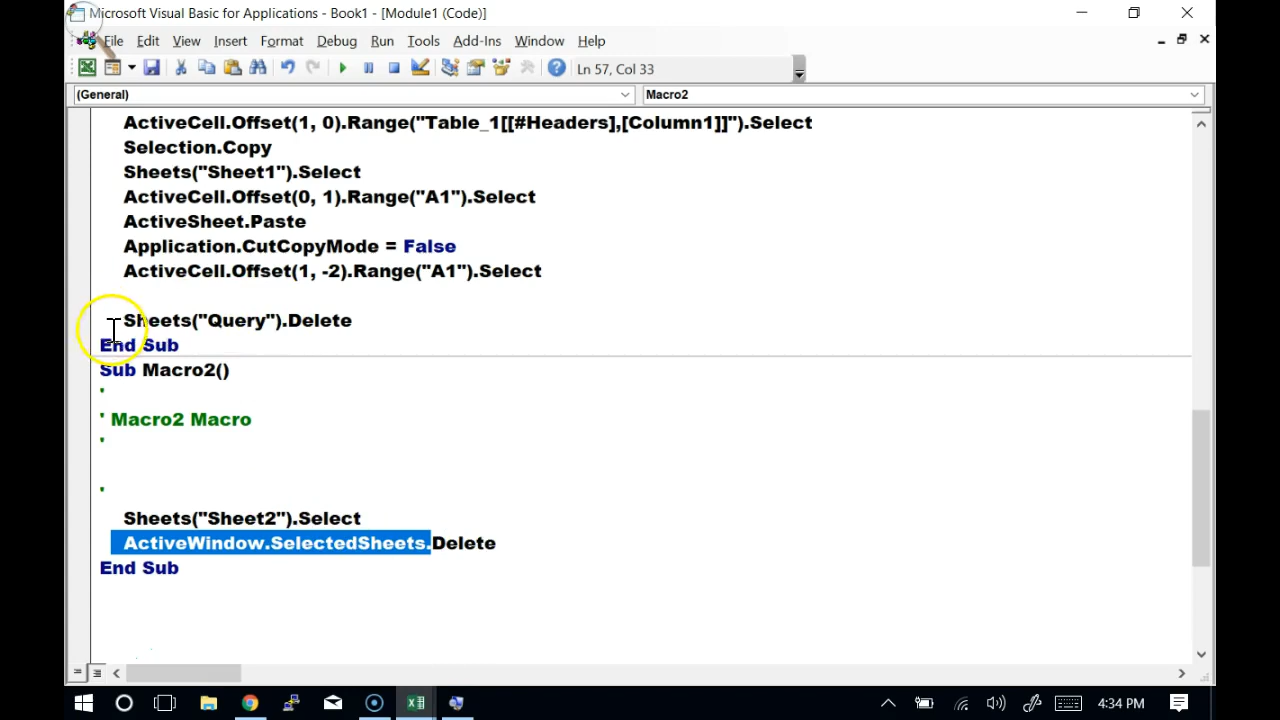 Microsoft Visual Basic for Applications - Book1 - [Module1 (Code)]
File Edit View Insert Format Debug Run Tools Add-Ins Window Help
Ln 57, Col 33
(General) Macro2
ActiveCell.Offset(1, 0).Range("Table_1[[#Headers],[Column1]]").Select
Selection.Copy
Sheets("Sheet1").Select
ActiveCell.Offset(0, 1).Range("A1").Select
ActiveSheet.Paste
Application.CutCopyMode = False
ActiveCell.Offset(1, -2).Range("A1").Select
Sheets("Query").Delete
End Sub
Sub Macro2()
'
' Macro2 Macro
'
'
Sheets("Sheet2").Select
ActiveWindow.SelectedSheets.Delete
End Sub
4:34 PM